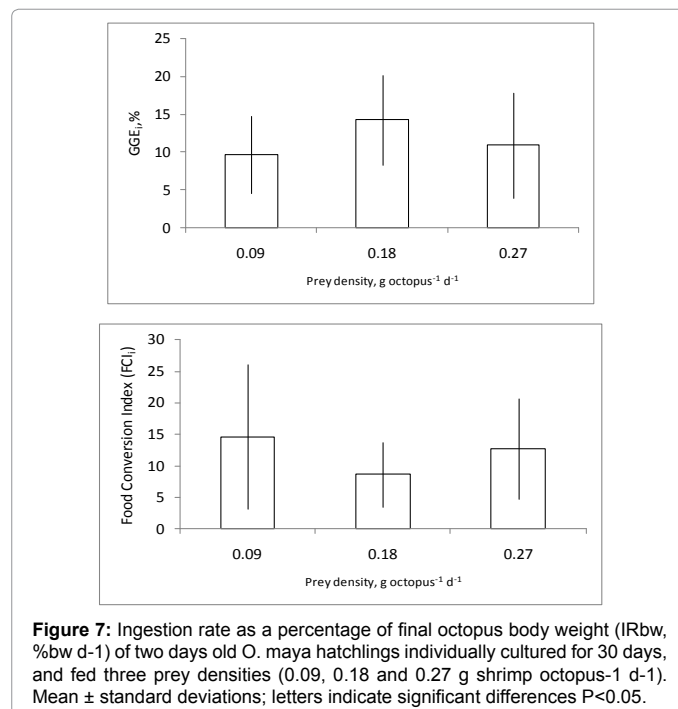 25
20
15
10
5
0
GGEi,%
0.09 0.18 0.27
Prey density, g octopus-1 d-1
30
25
20
15
10
5
0
Food Conversion Index (FCIi)
0.09 0.18 0.27
Prey density, g octopus-1 d-1
Figure 7: Ingestion rate as a percentage of final octopus body weight (IRbw,
%bw d-1) of two days old O. maya hatchlings individually cultured for 30 days,
and fed three prey densities (0.09, 0.18 and 0.27 g shrimp octopus-1 d-1).
Mean ± standard deviations; letters indicate significant differences P<0.05.